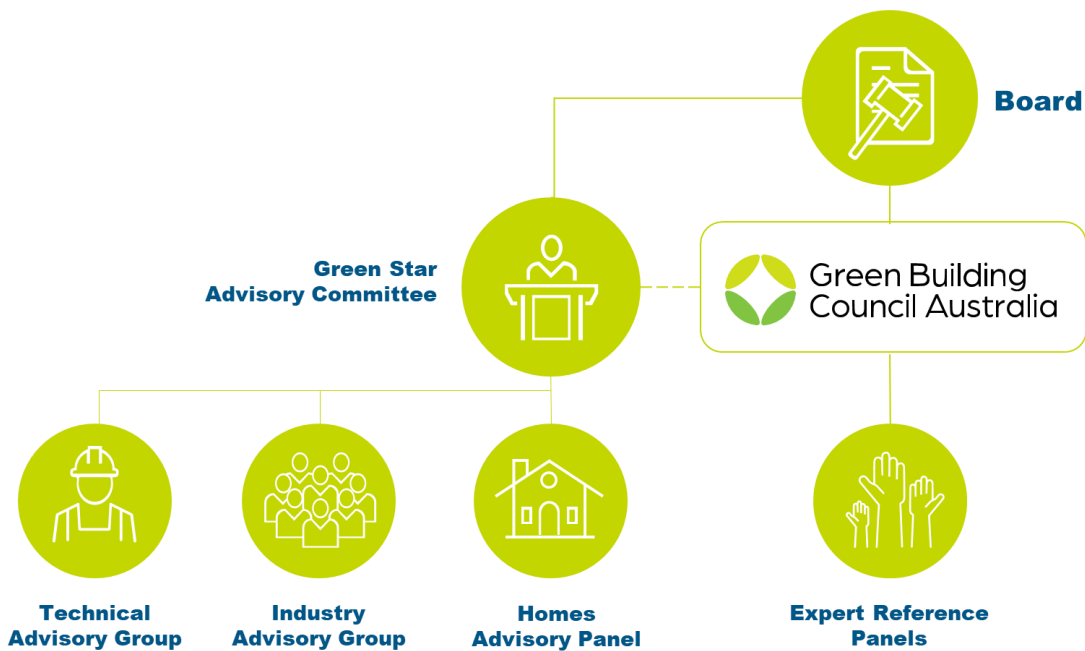 Board
Green Star
Advisory Committee
Green Building
Council Australia
Technical
Advisory Group
Industry
Advisory Group
Homes
Advisory Panel
Expert Reference
Panels